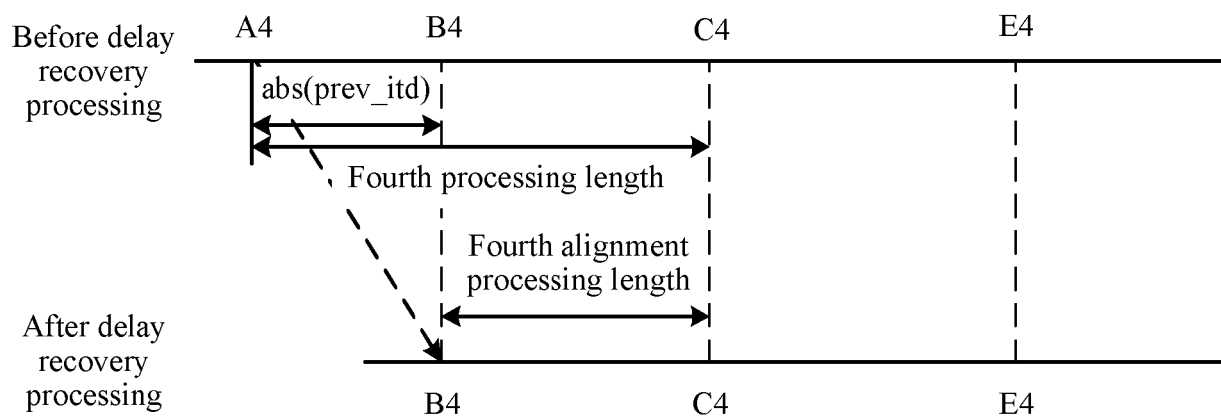 Before delay
recovery
processing
A4
B4
C4
E4
abs(prev_itd)
Fourth processing length
Fourth alignment
processing length
After delay
recovery
processing
B4
C4
E4